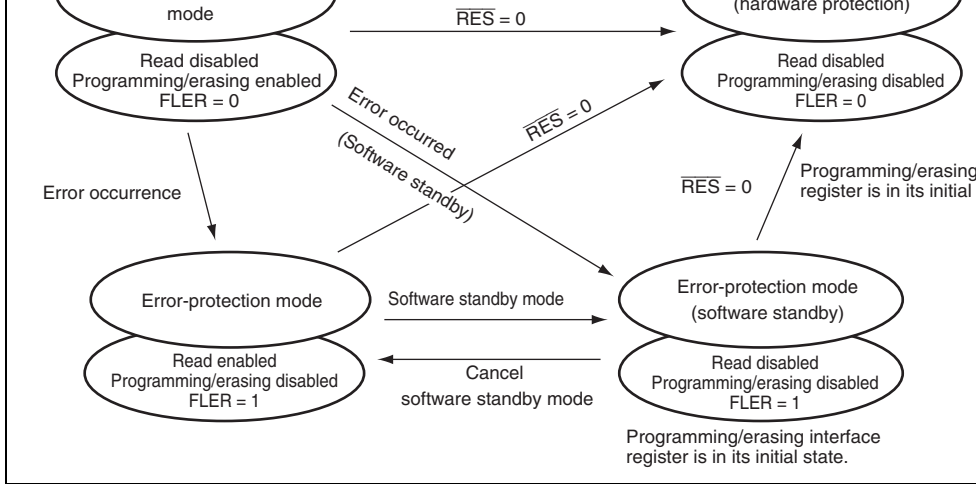 mode
(hardware protection)
RES = 0
Read disabled
Programming/erasing enabled
FLER = 0
Read disabled
Programming/erasing disabled
FLER = 0
Error occurred
(Software standby)
RES = 0
Error occurrence
RES = 0
Programming/erasing
register is in its initial
Error-protection mode
Software standby mode
Error-protection mode
(software standby)
Read enabled
Programming/erasing disabled
FLER = 1
Cancel
software standby mode
Read disabled
Programming/erasing disabled
FLER = 1
Programming/erasing interface
register is in its initial state.